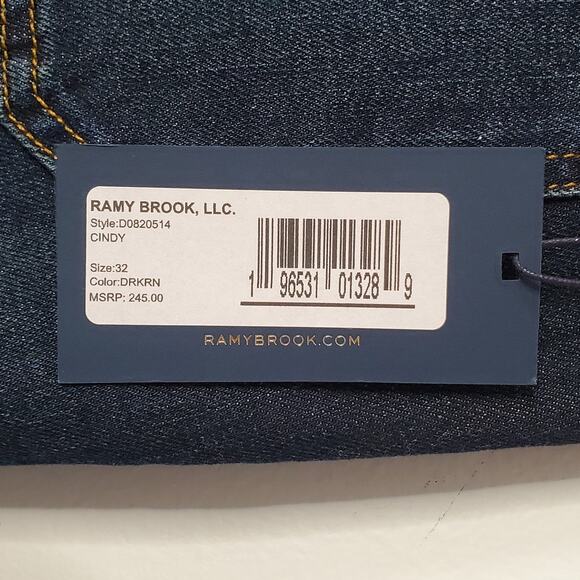 RAMY BROOK, LLC.
Style:D0820514
CINDY
Size:32
Color:DRKRN
MSRP: 245.00
1 96531 01328 9
RAMYBROOK.COM